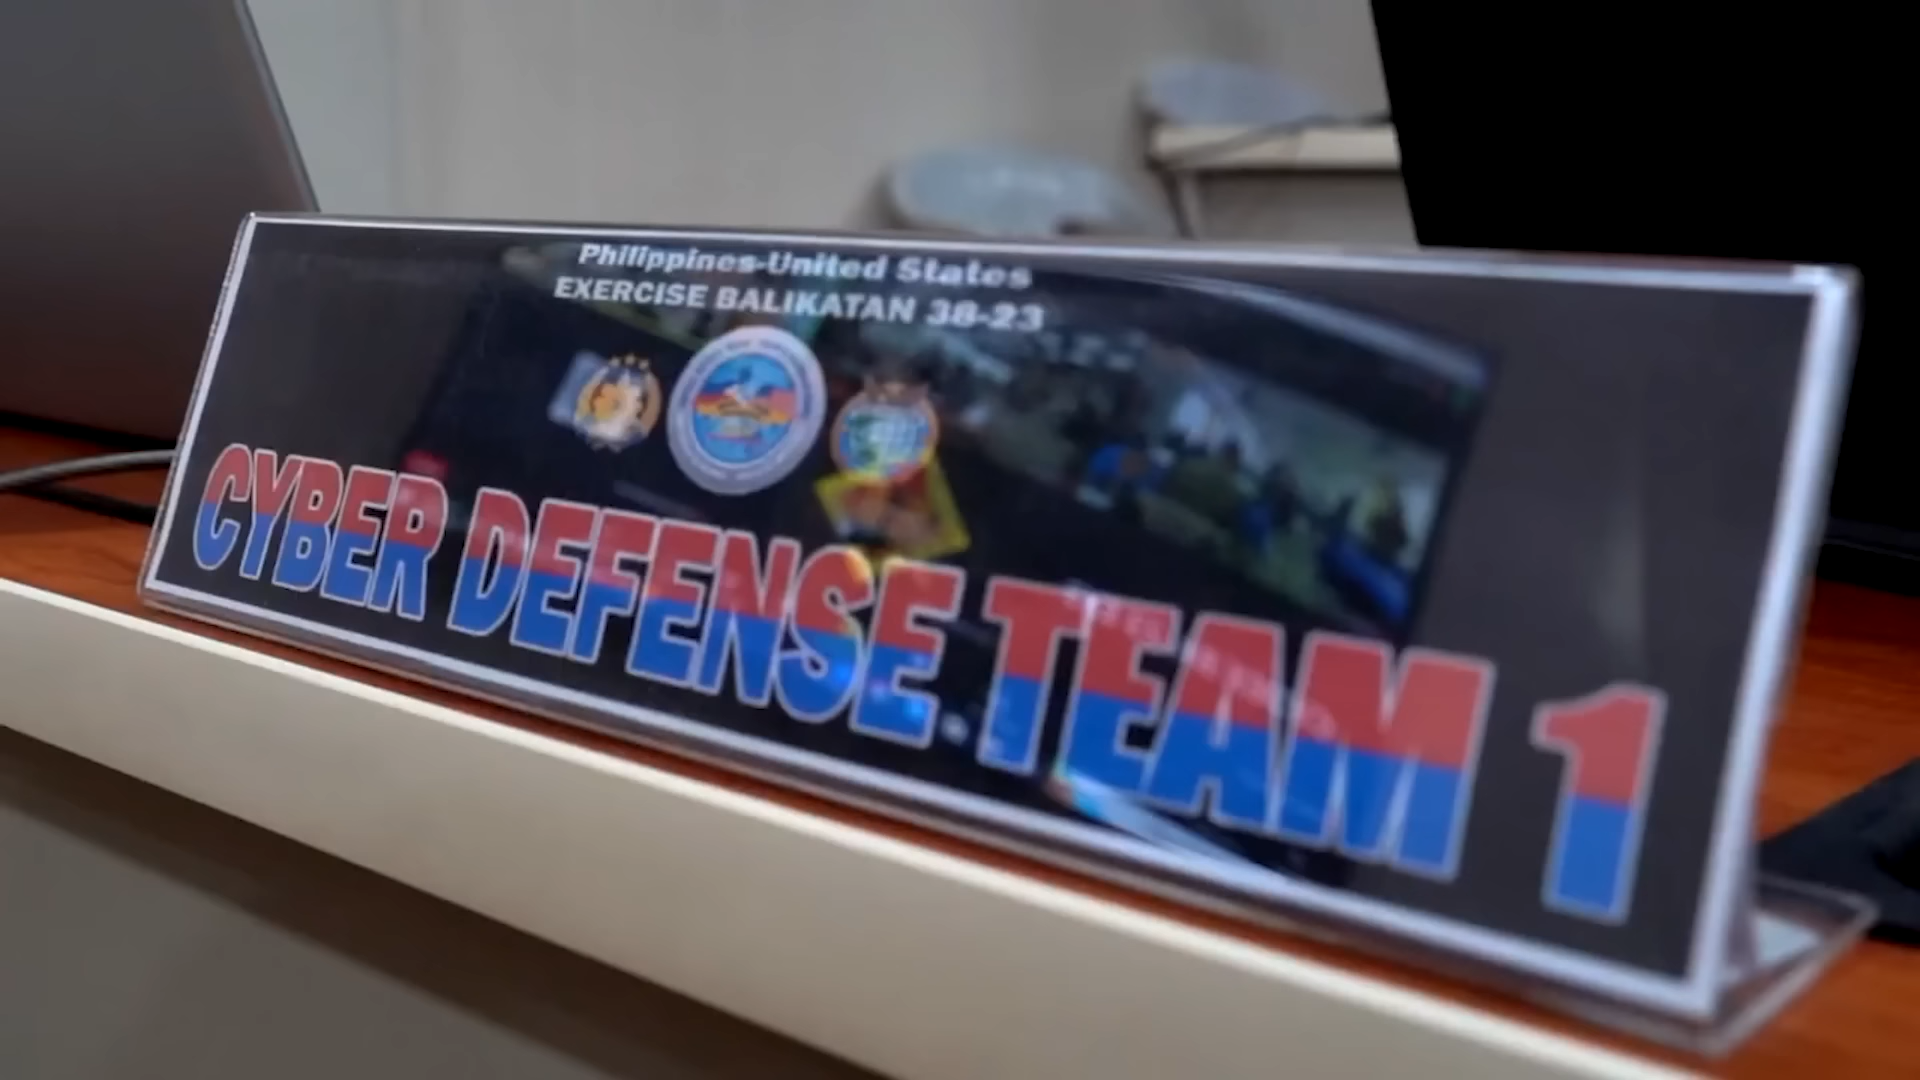 Philippines-United States
EXERCISE BALIKATAN 38-23
CYBER DEFENSE TEAM 1